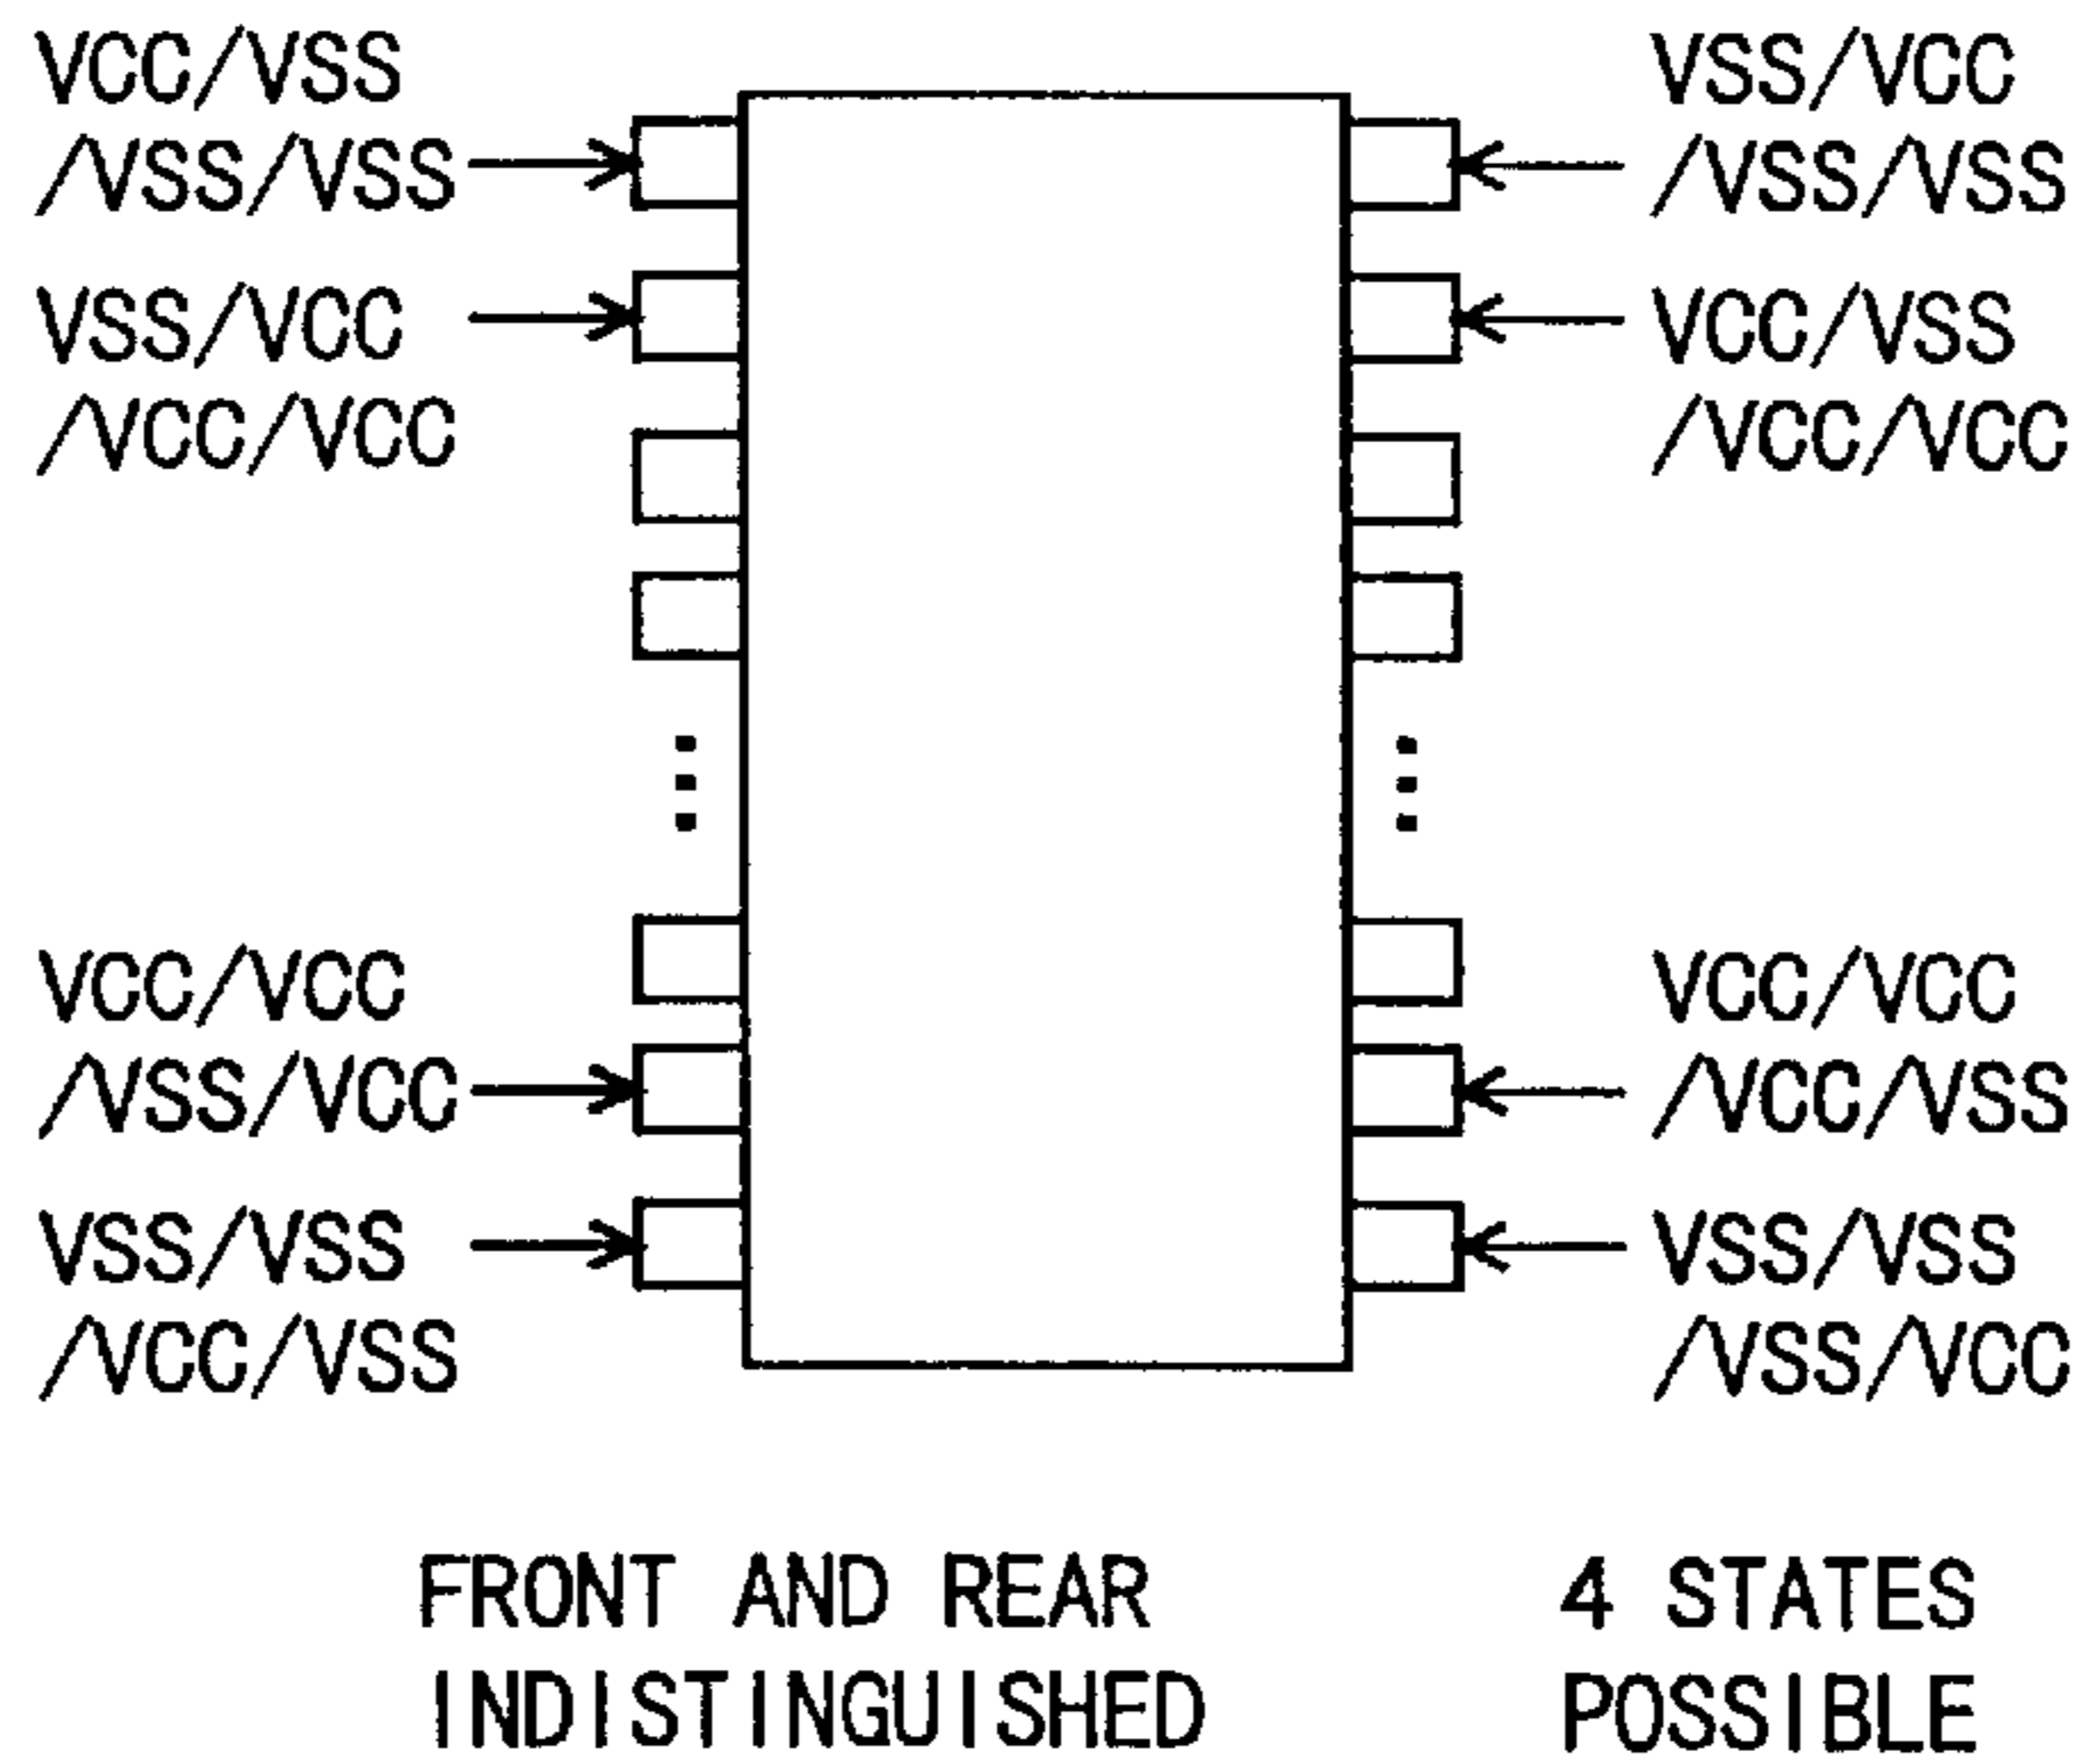 VCC/VSS
/VSS/VSS
VSS/VCC
/VCC/VCC
VCC/VCC
/VSS/VCC
VSS/VSS
/VCC/VSS
VSS/VCC
/VSS/VSS
VCC/VSS
/VCC/VCC
VCC/VCC
/VCC/VSS
VSS/VSS
/VSS/VCC
FRONT AND REAR
INDISTINGUISHED
4 STATES
POSSIBLE